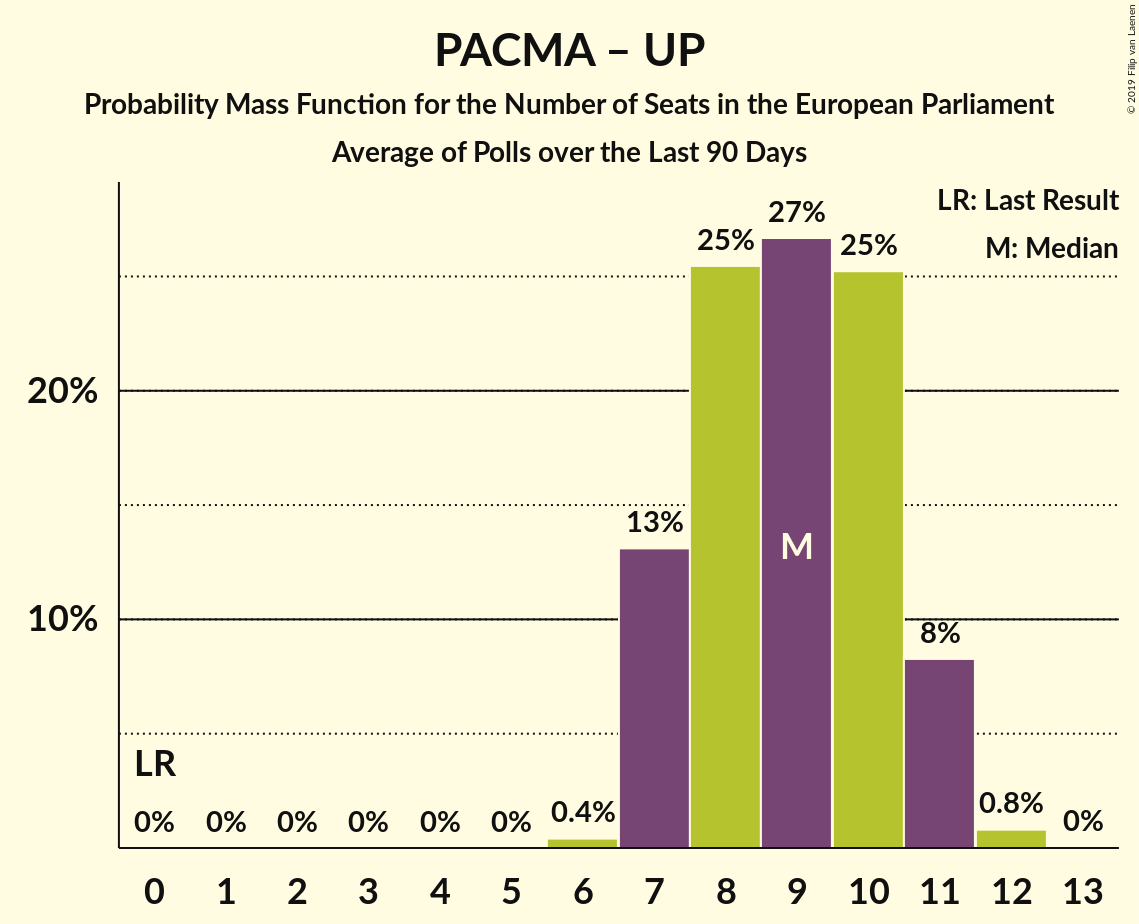 PACMA – UP
Probability Mass Function for the Number of Seats in the European Parliament
Average of Polls over the Last 90 Days
© 2019 Filip van Laenen
LR: Last Result
M: Median
27%
25%
25%
20%
13%
M
10%
8%
LR
0%
0%
0%
0%
0%
0%
0.4%
0.8%
0%
0 1 2 3 4 5 6 7 8 9 10 11 12 13